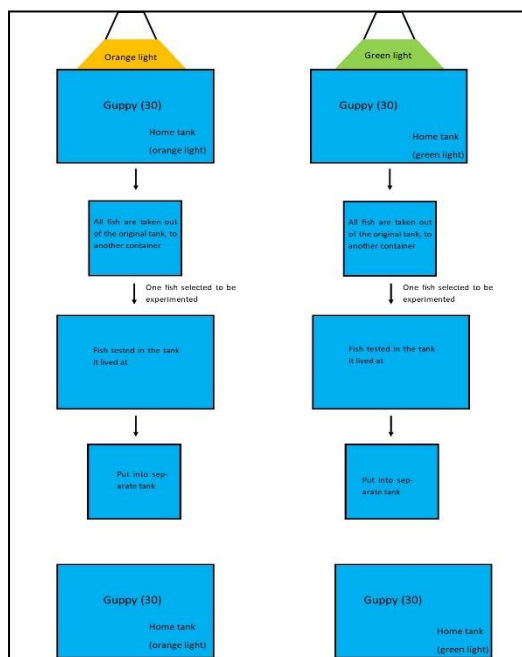 Orange light
Green light
Guppy (30)
Home tank
(orange light)
Guppy (30)
Home tank
(green light)
All fish are taken out
of the original tank, to
another container
All fish are taken out
of the original tank, to
another container
One fish selected to be
experimented
One fish selected to be
experimented
Fish tested in the tank
it lived at
Fish tested in the tank
it lived at
Put into sep-
arate tank
Put into sep-
arate tank
Guppy (30)
Home tank
(orange light)
Guppy (30)
Home tank
(green light)